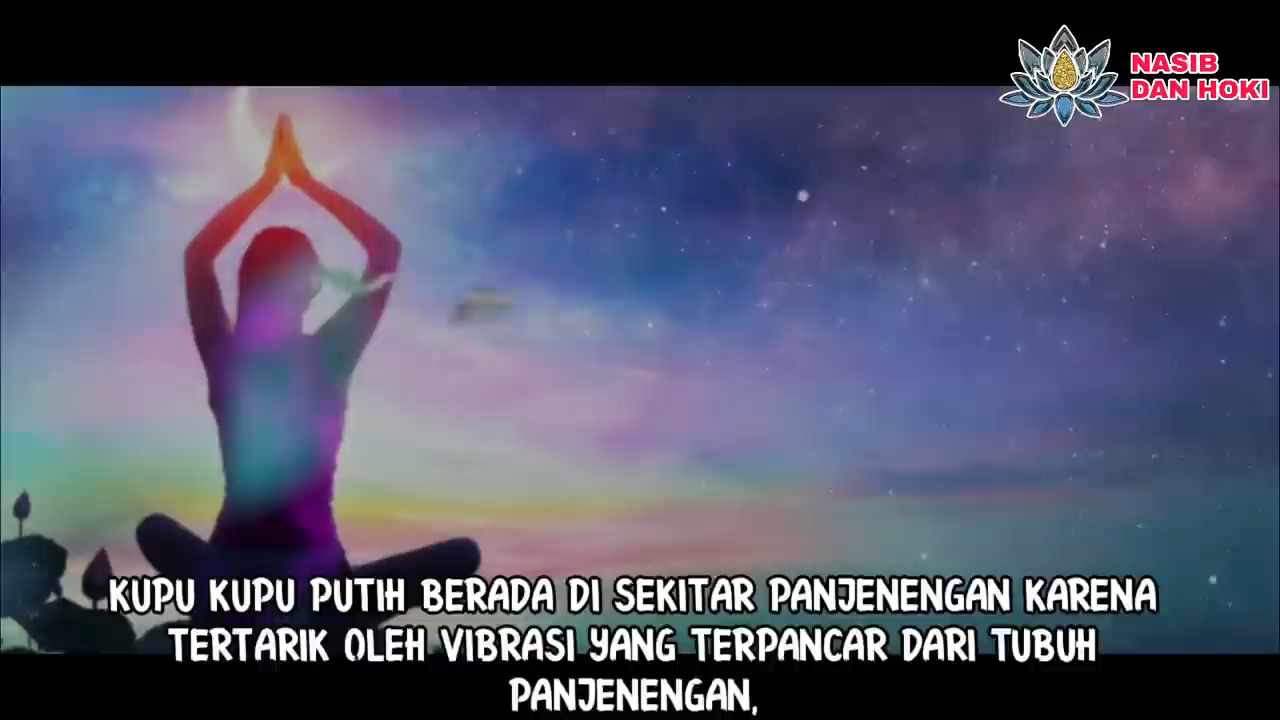 NASIB
DAN HOKI
KUPU KUPU PUTIH BERADA DI SEKITAR PANJENENGAN KARENA
TERTARIK OLEH VIBRASI YANG TERPANCAR DARI TUBUH
PANJENENGAN,